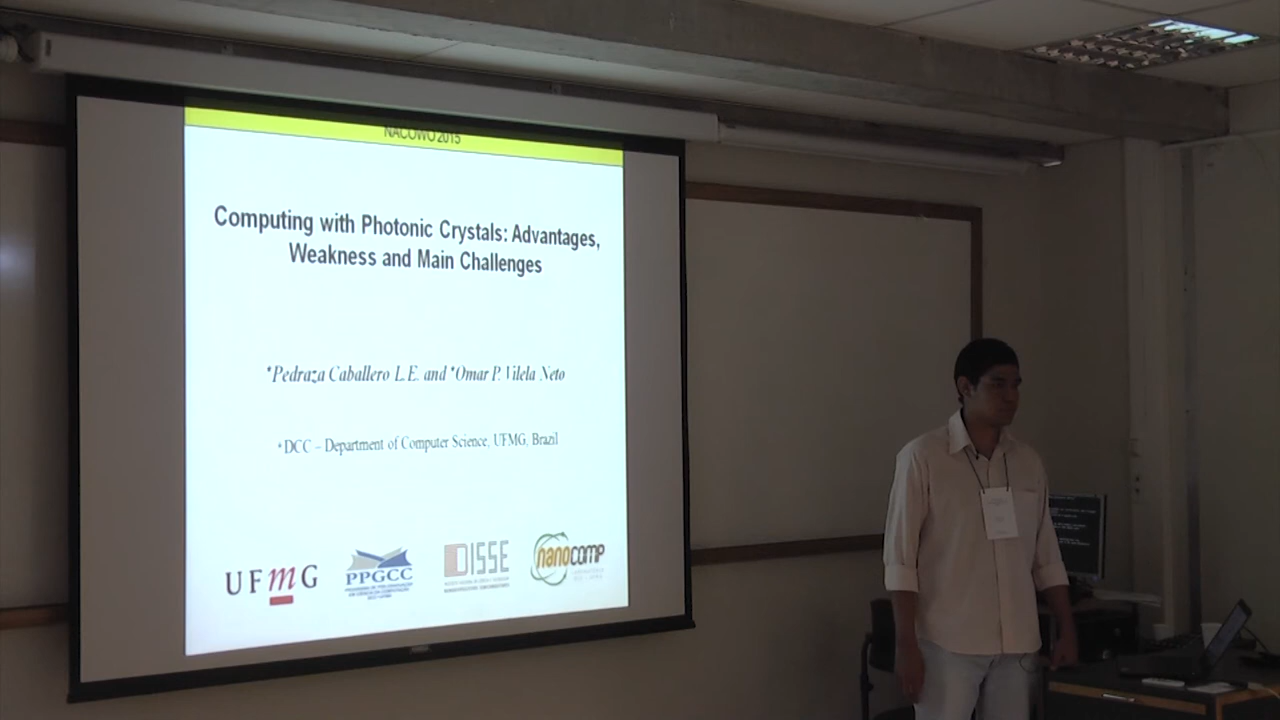 NACOWO 2015
Computing with Photonic Crystals: Advantages,
Weakness and Main Challenges
*Pedraza Caballero L.E. and *Omar P. Vilela Neto
* DCC – Department of Computer Science, UFMG, Brazil
UFMG
PPGCC
DISSE
nanocomp